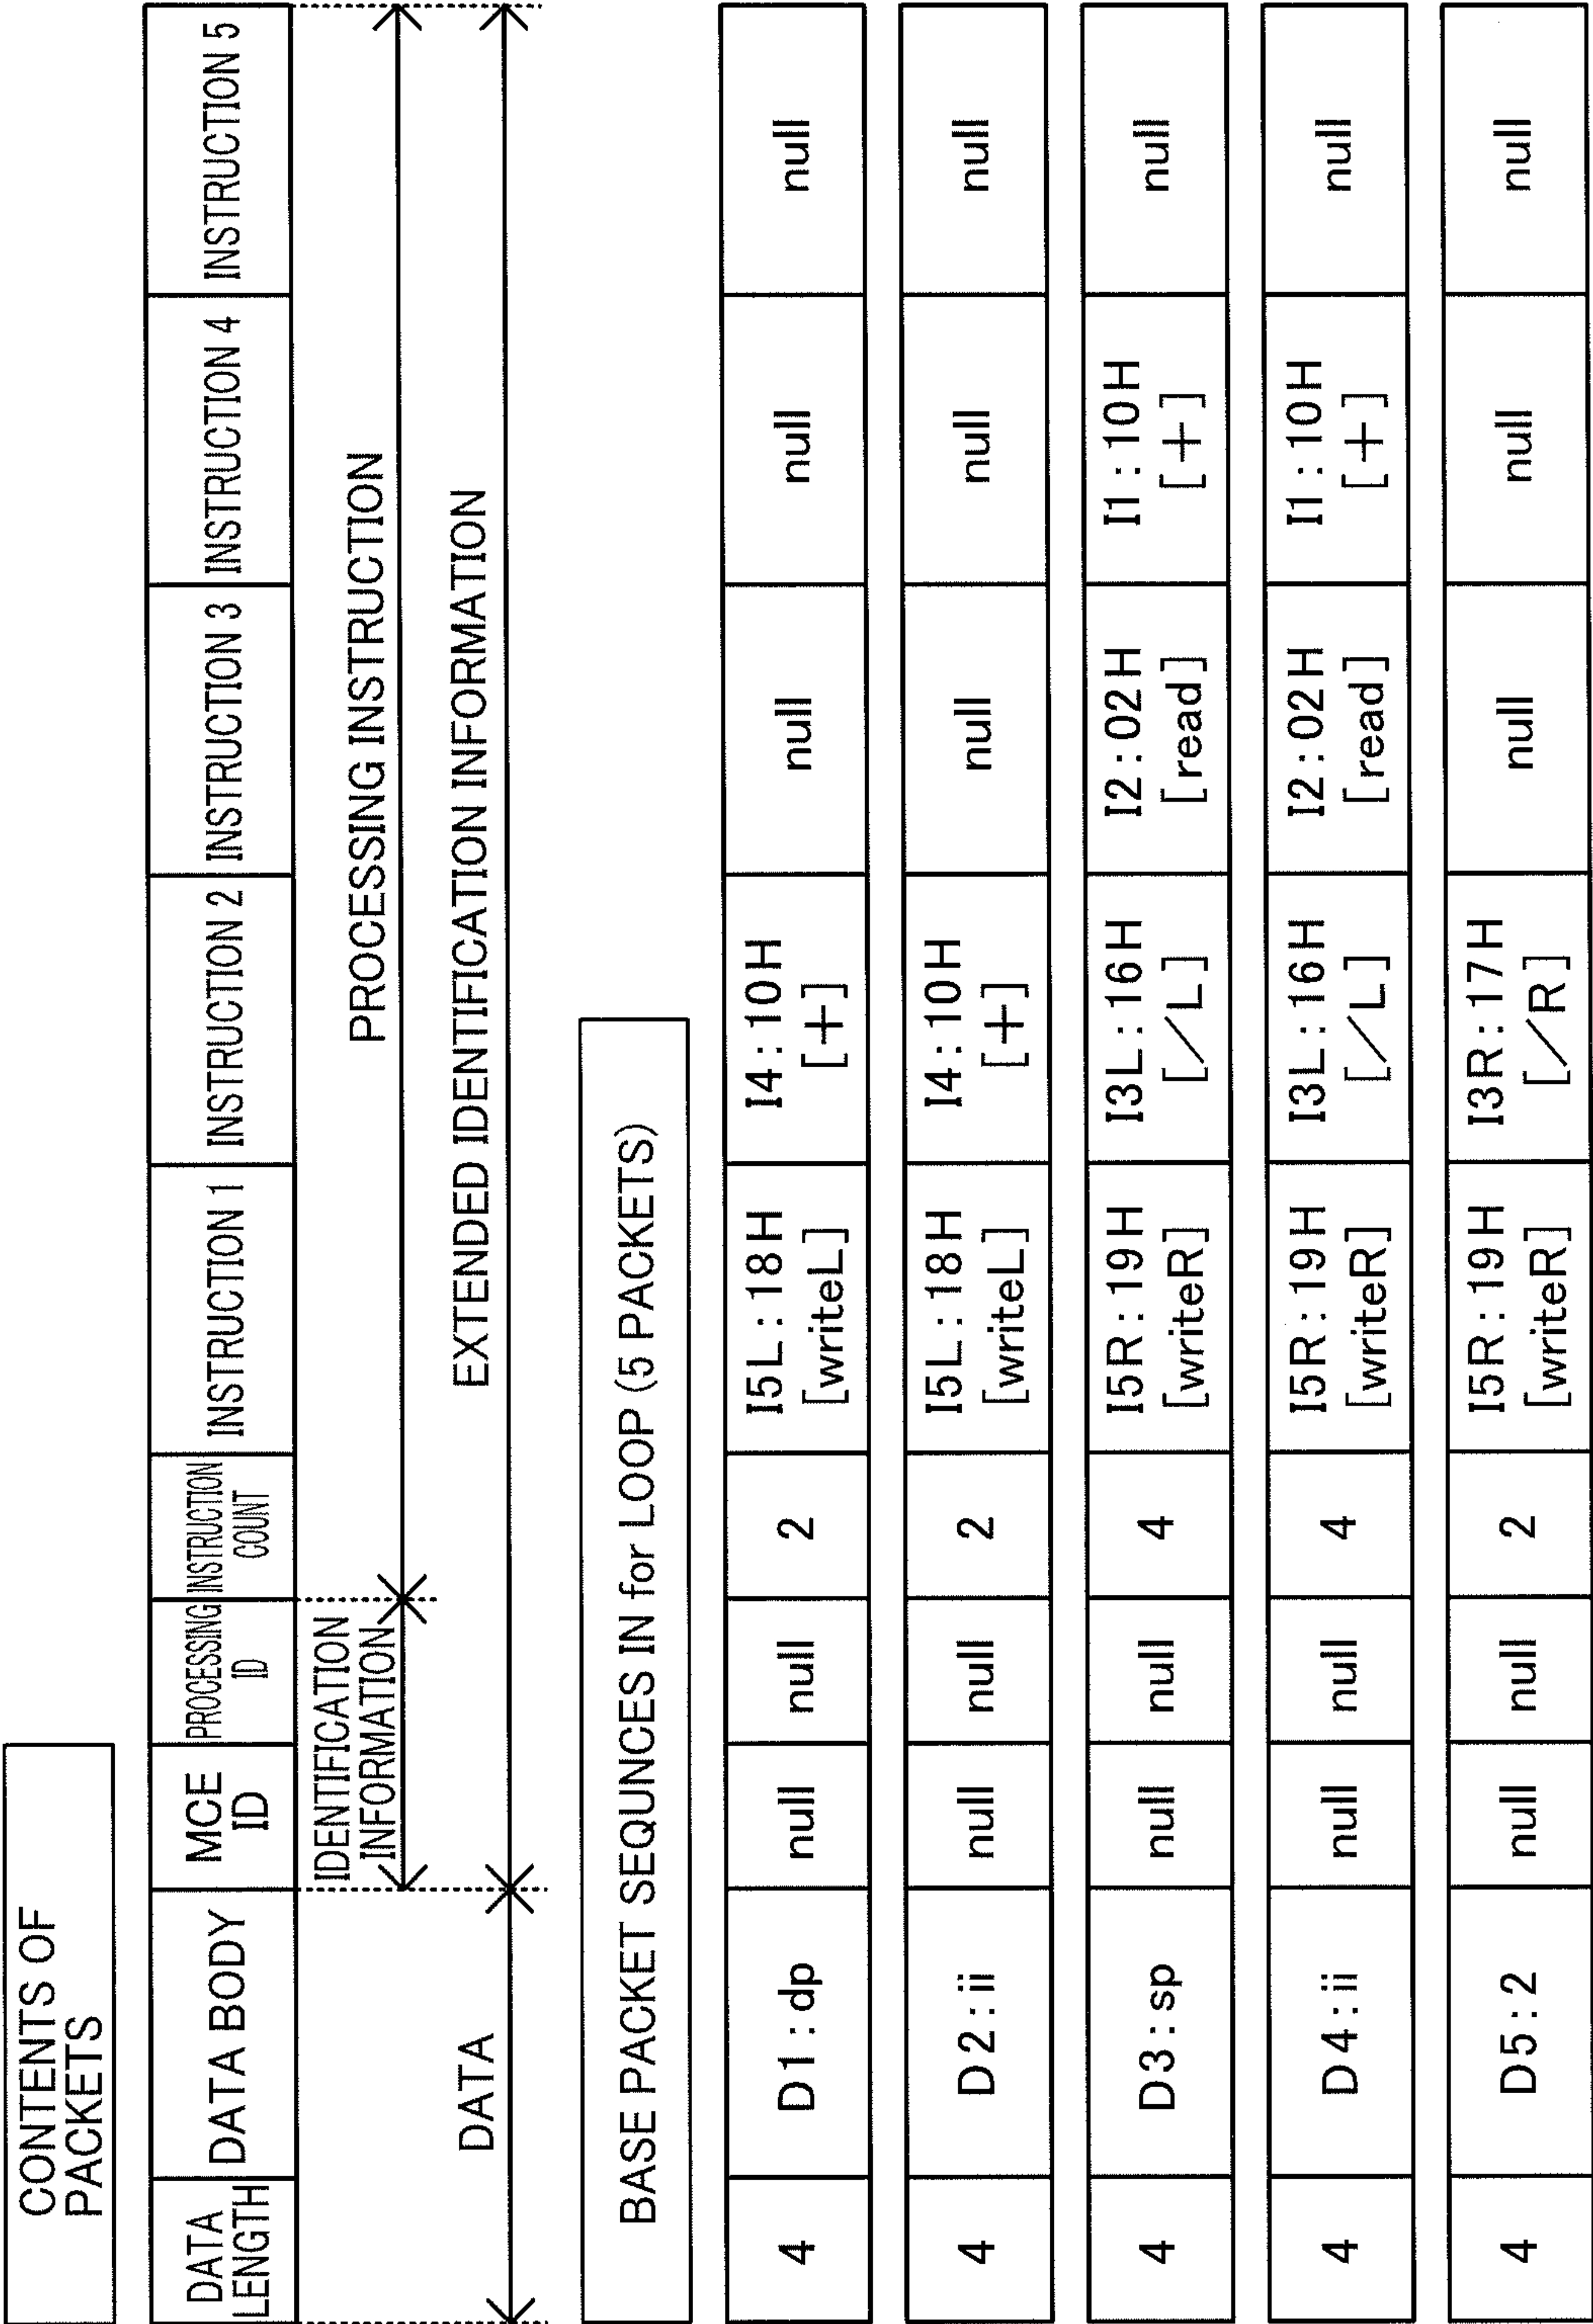 CONTENTS OF
PACKETS
DATA
LENGTH
DATA BODY
MCE
ID
PROCESSING
ID
INSTRUCTION
COUNT
INSTRUCTION 1
INSTRUCTION 2
INSTRUCTION 3
INSTRUCTION 4
INSTRUCTION 5
IDENTIFICATION
INFORMATION
PROCESSING INSTRUCTION
DATA
EXTENDED IDENTIFICATION INFORMATION
BASE PACKET SEQUNCES IN for LOOP (5 PACKETS)
4
D1:dp
null
null
2
I5L:18H
[writeL]
I4:10H
[+]
null
null
null
4
D2:ii
null
null
2
I5L:18H
[writeL]
I4:10H
[+]
null
null
null
4
D3:sp
null
null
4
I5R:19H
[writeR]
I3L:16H
[/L]
I2:02H
[read]
I1:10H
[+]
null
4
D4:ii
null
null
4
I5R:19H
[writeR]
I3L:16H
[/L]
I2:02H
[read]
I1:10H
[+]
null
4
D5:2
null
null
2
I5R:19H
[writeR]
I3R:17H
[/R]
null
null
null